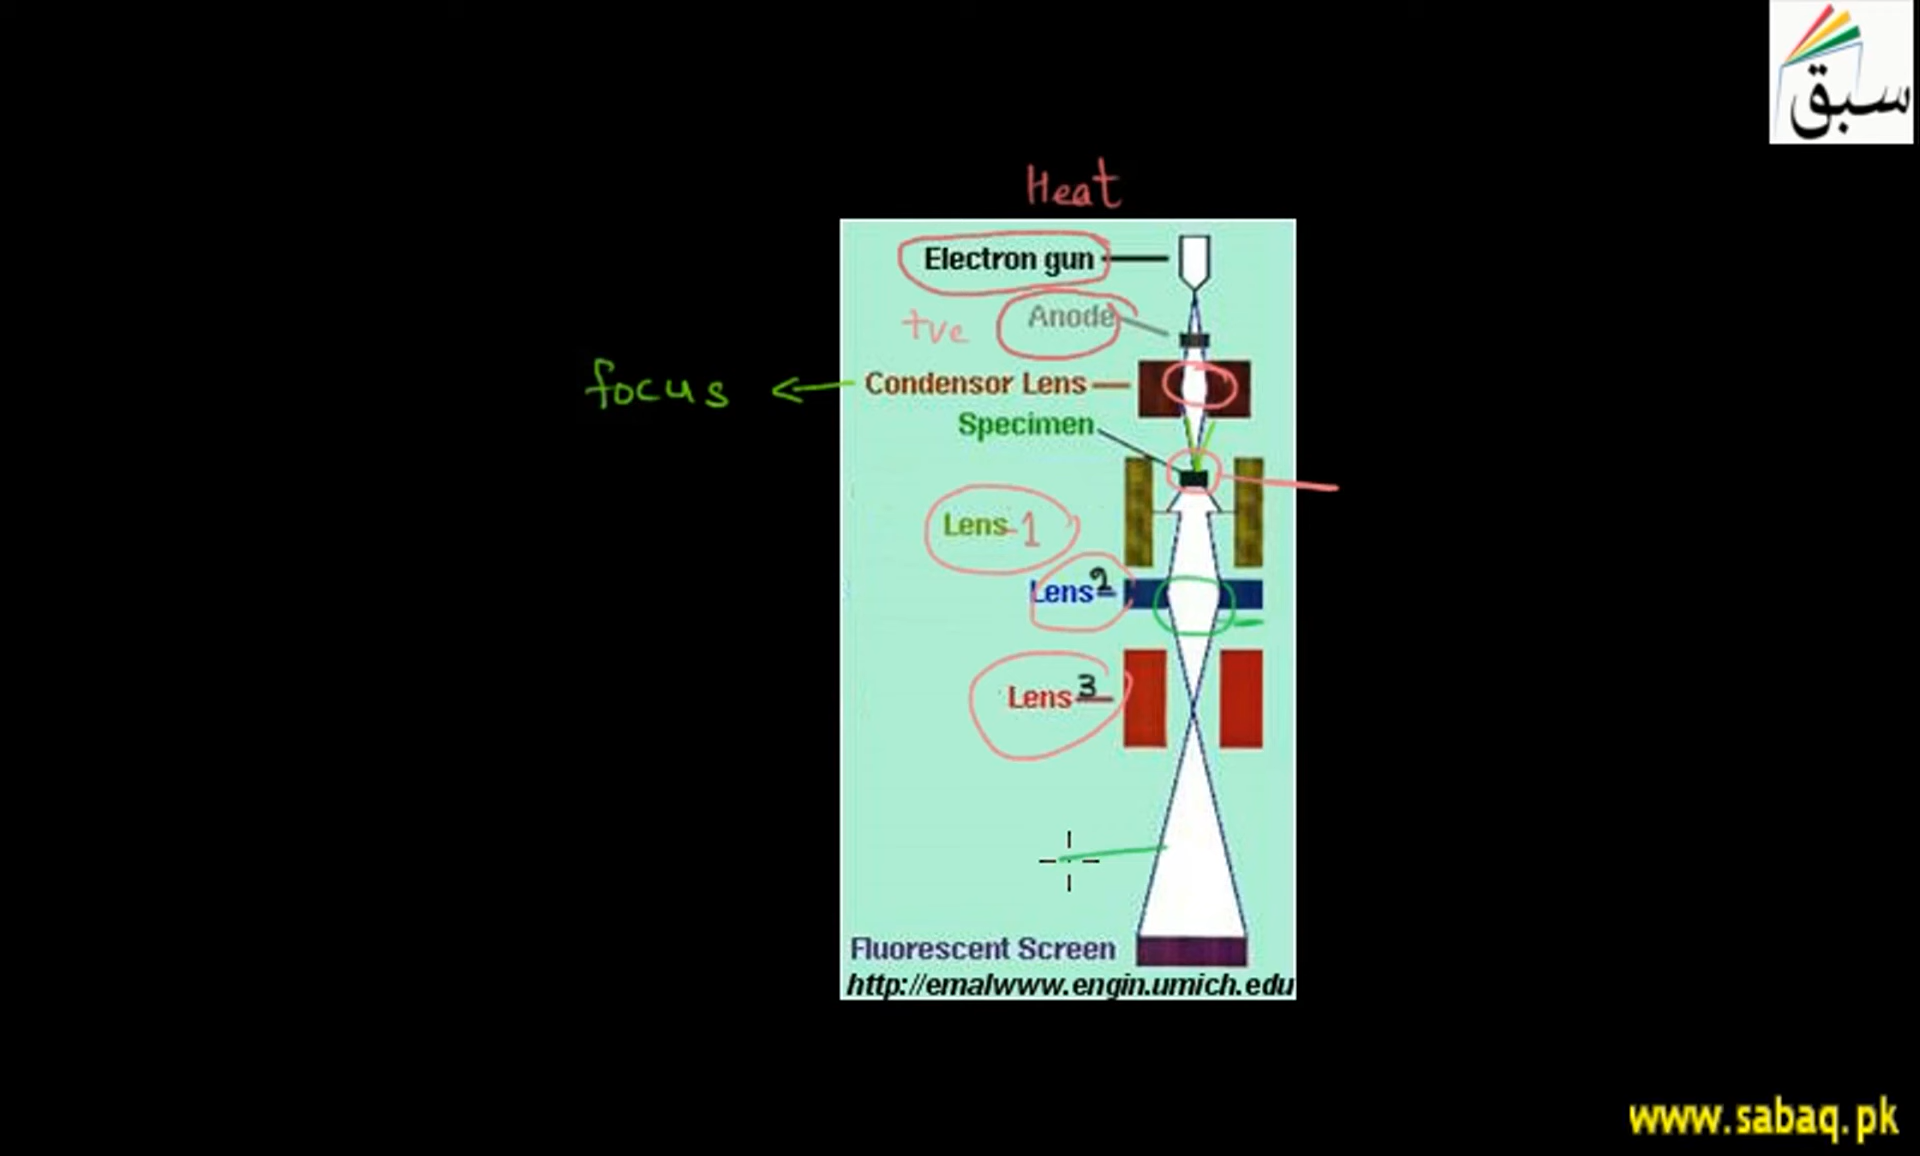 سبق
Heat
Electron gun
+ve Anode
focus ← Condensor Lens
Specimen
Lens-1
Lens 2
Lens 3
Fluorescent Screen
http://emalwww.engin.umich.edu
www.sabaq.pk